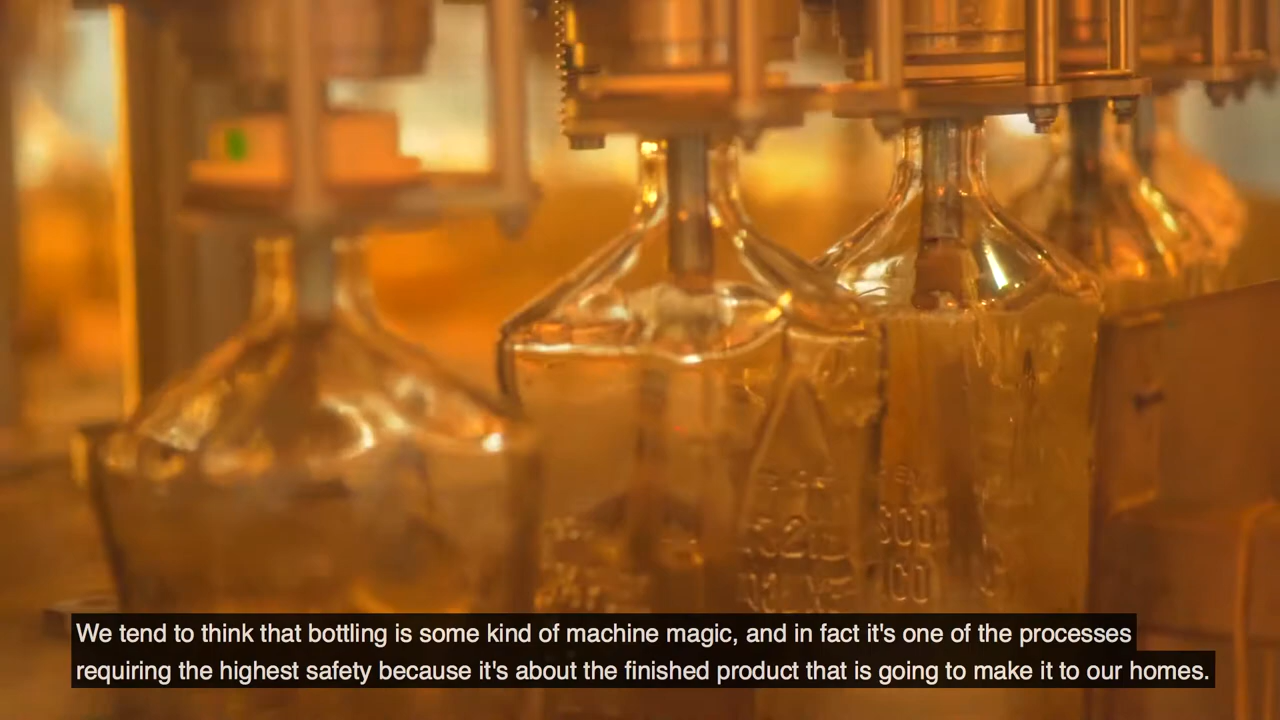 We tend to think that bottling is some kind of machine magic, and in fact it's one of the processes
requiring the highest safety because it's about the finished product that is going to make it to our homes.